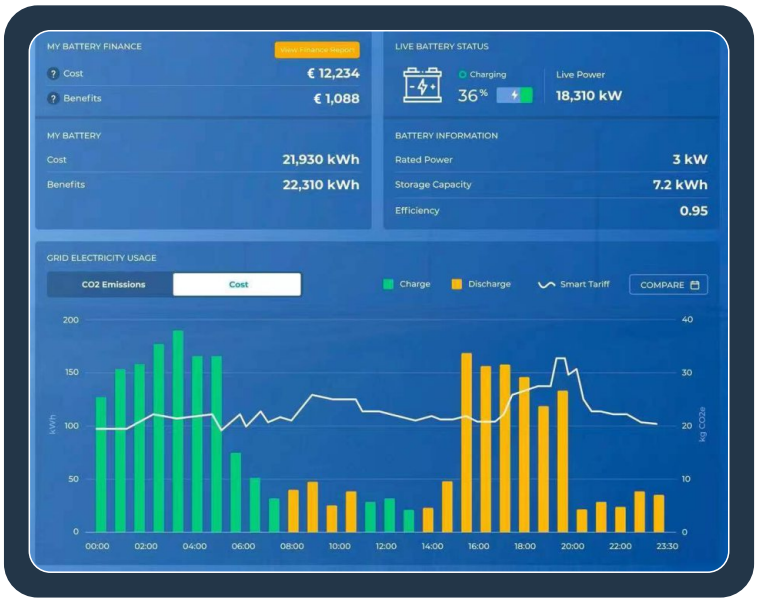 MY BATTERY FINANCE
View Finance Report
? Cost € 12,234
? Benefits € 1,088
LIVE BATTERY STATUS
Charging
36%
Live Power
18,310 kW
MY BATTERY
Cost 21,930 kWh
Benefits 22,310 kWh
BATTERY INFORMATION
Rated Power 3 kW
Storage Capacity 7.2 kWh
Efficiency 0.95
GRID ELECTRICITY USAGE
CO2 Emissions Cost
Charge Discharge Smart Tariff COMPARE
200 40
150 30
100 20
50 10
0 0
kWh
kg CO2e
00:00 02:00 04:00 06:00 08:00 10:00 12:00 14:00 16:00 18:00 20:00 22:00 23:30